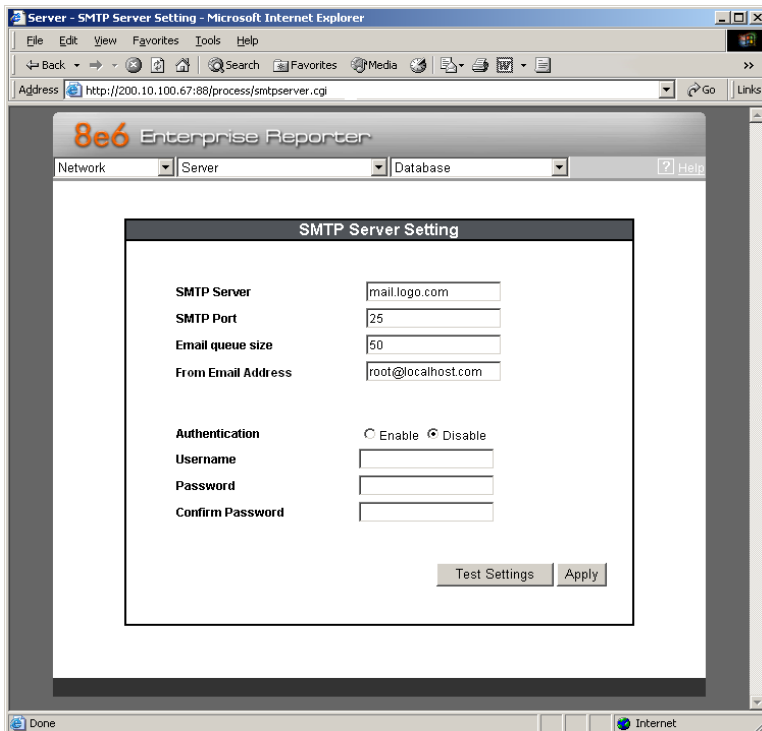 Server - SMTP Server Setting - Microsoft Internet Explorer
File Edit View Favorites Tools Help
Back Search Favorites Media
Address http://200.10.100.67:88/process/smtpserver.cgi Go Links
8e6 Enterprise Reporter
Network Server Database ? Help
SMTP Server Setting
SMTP Server mail.logo.com
SMTP Port 25
Email queue size 50
From Email Address root@localhost.com
Authentication Enable Disable
Username
Password
Confirm Password
Test Settings Apply
Done Internet